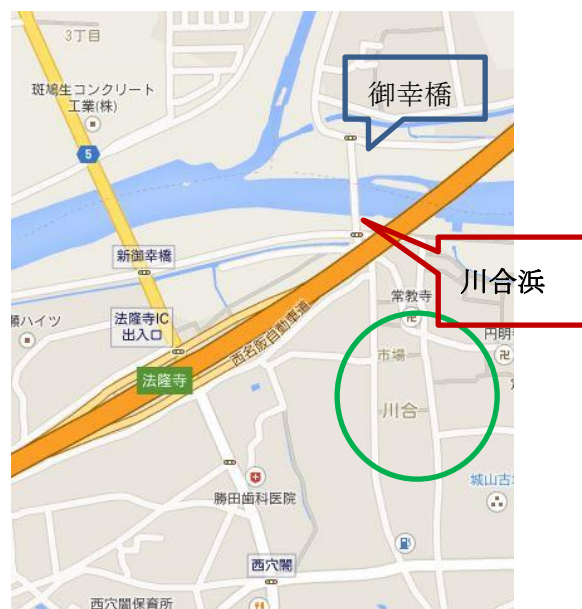 3丁目
斑鳩生コンクリート
工業(株)
御幸橋
5
新御幸橋
川合浜
常教寺
ハイツ
法隆寺IC
出入口
円明
西名阪自動車道
市場
法隆寺
川合
城山古
勝田歯科医院
西穴闇
西穴闇保育所